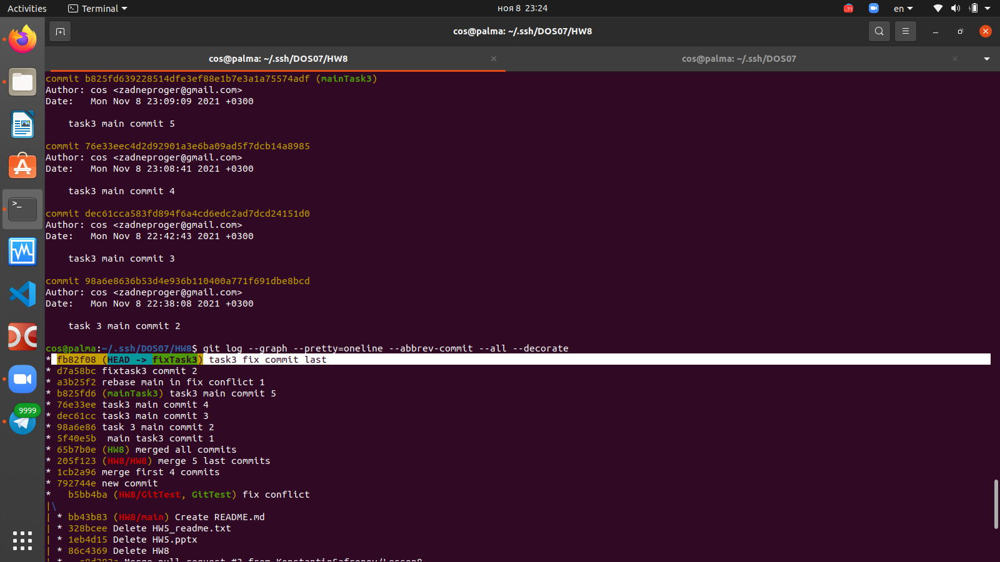 Activities
Terminal
ноя 8 23:24
71
en
cos@palma: ~/.ssh/DOS07/HW8
cos@palma: ~/.ssh/DOS07/HW8
cos@palma: ~/.ssh/DOS07
commit b825fd639228514dfe3ef88e1b7e3a1a75574adf (mainTask3)
Author: cos <zadneproger@gmail.com>
Date:   Mon Nov 8 23:09:09 2021 +0300
task3 main commit 5
commit 76e33eec4d2d92901a3e6ba09ad5f7dcb14a8985
Author: cos <zadneproger@gmail.com>
Date:   Mon Nov 8 23:08:41 2021 +0300
task3 main commit 4
commit dec61cca583fd894f6a4cd6edc2ad7dcd24151d0
Author: cos <zadneproger@gmail.com>
Date:   Mon Nov 8 22:42:43 2021 +0300
task3 main commit 3
commit 98a6e8636b53d4e936b110400a771f691dbe8bcd
Author: cos <zadneproger@gmail.com>
Date:   Mon Nov 8 22:38:08 2021 +0300
task 3 main commit 2
cos@palma:~/.ssh/DOS07/HW8$ git log --graph --pretty=oneline --abbrev-commit --all --decorate
* fb82f08 (HEAD -> fixTask3) task3 fix commit last
* d7a58bc fixtask3 commit 2
* a3b25f2 rebase main in fix conflict 1
* b825fd6 (mainTask3) task3 main commit 5
* 76e33ee task3 main commit 4
* dec61cc task3 main commit 3
* 98a6e86 task 3 main commit 2
* 5f40e5b  main task3 commit 1
* 65b7b0e (HW8) merged all commits
* 205f123 (HW8/HW8) merge 5 last commits
* 1cb2a96 merge first 4 commits
* 792744e new commit
*   b5bb4ba (HW8/GitTest, GitTest) fix conflict
|\
| * bb43b83 (HW8/main) Create README.md
| * 328bcee Delete HW5_readme.txt
| * 1eb4d15 Delete HW5.pptx
| * 86c4369 Delete HW8
| *   c8d282a Merge pull request #3 from KonstantinSafronov/Lesson8
9999